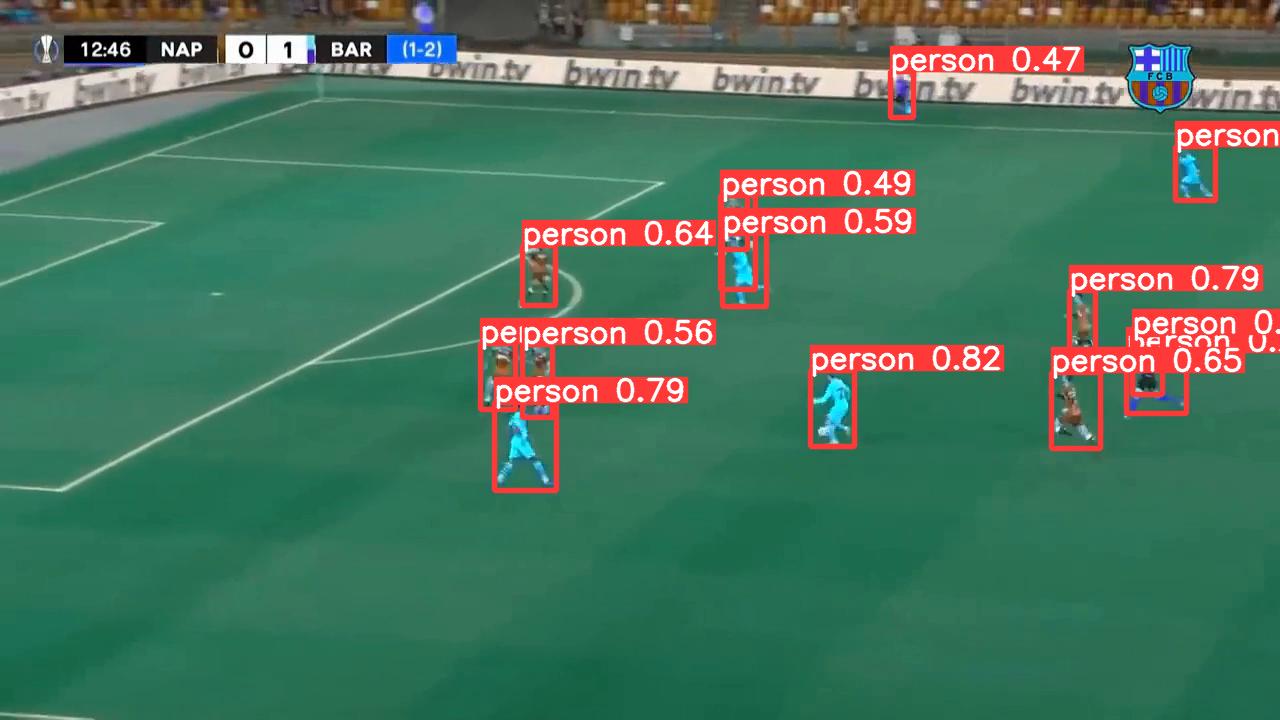 12:46 NAP 0 1 BAR (1-2)
bwin.tv bwin.tv bwin.tv bwin.tv bwin.tv
FCB
person 0.47
person
person 0.49
person 0.59
person 0.64
person 0.79
person 0.
person 0.56
person 0.65
person 0.82
person 0.79